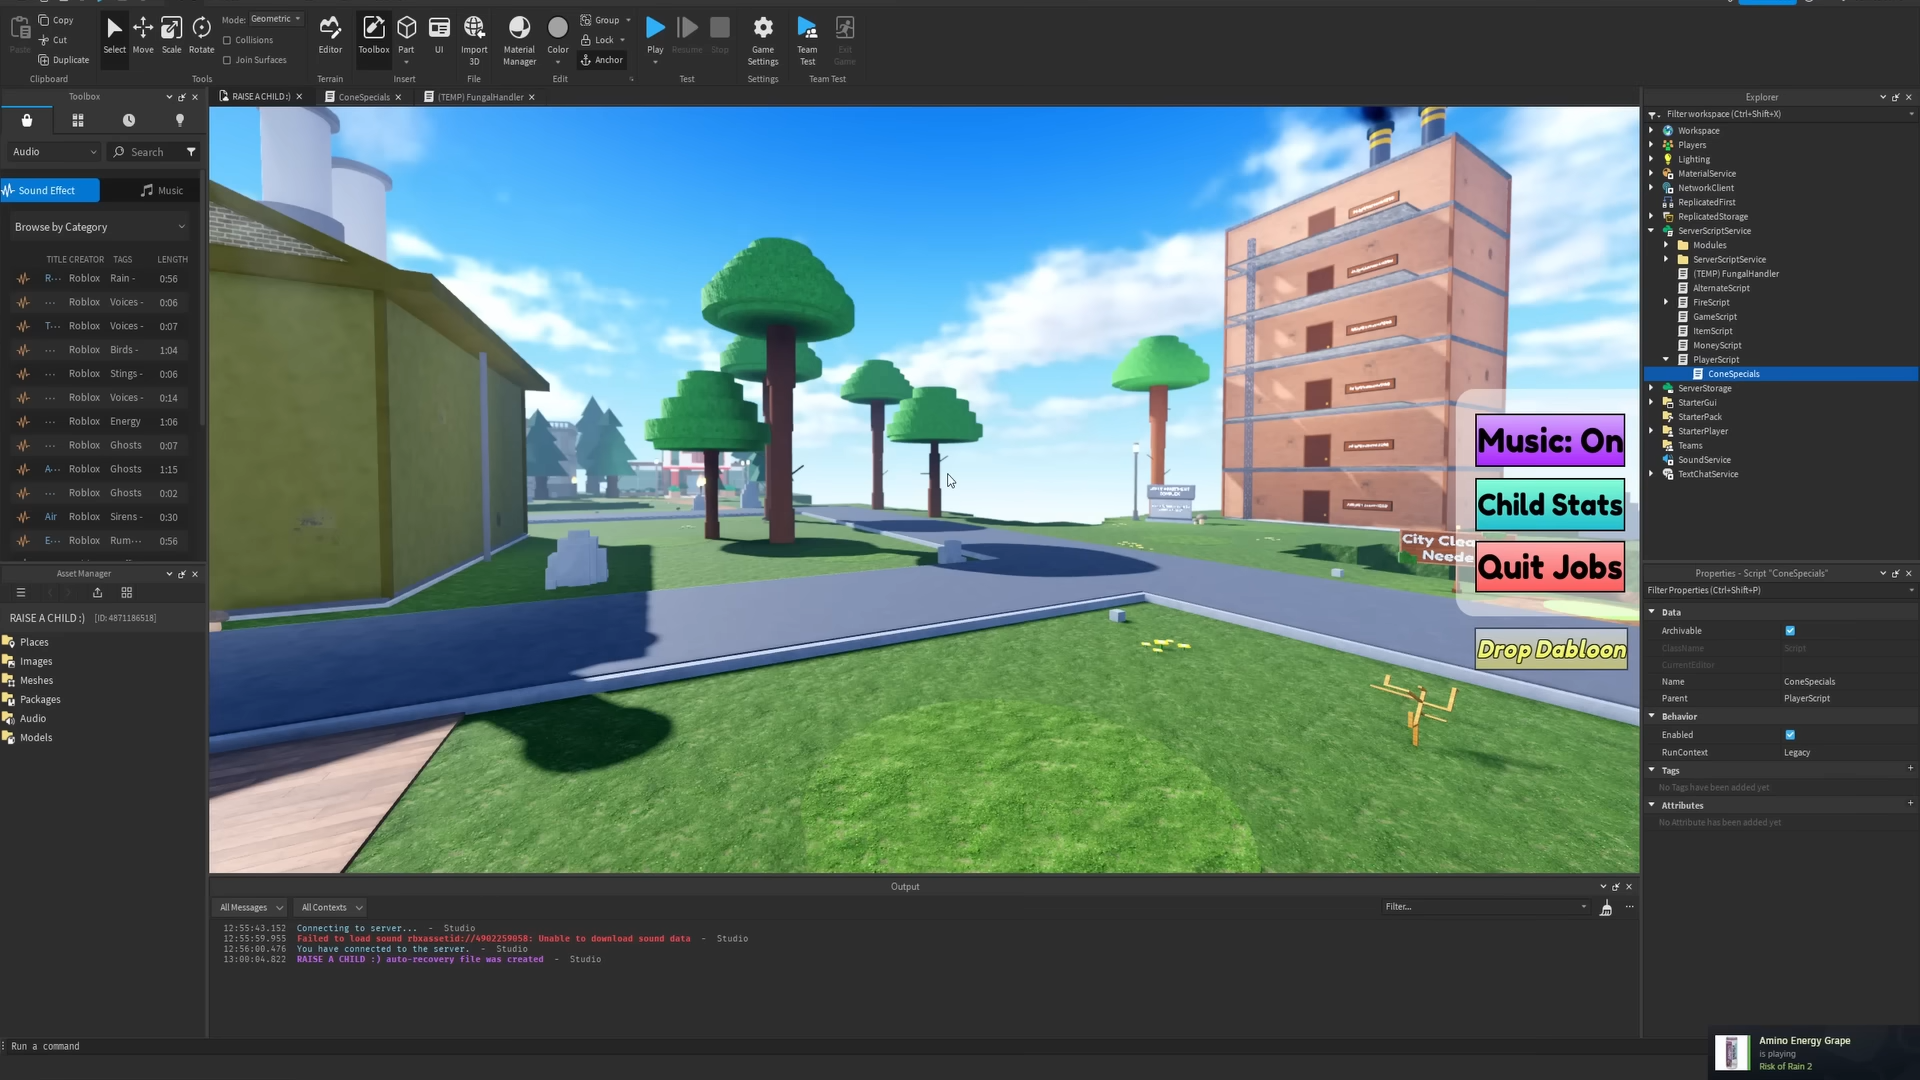 Paste
Copy
Cut
Duplicate
Clipboard
Select
Move
Scale
Rotate
Mode:
Geometric
Collisions
Join Surfaces
Tools
Editor
Terrain
Toolbox
Part
UI
Insert
Import
3D
File
Material
Manager
Color
Group
Lock
Anchor
Edit
Play
Resume
Stop
Test
Game
Settings
Settings
Team
Test
Exit
Game
Team Test
Toolbox
RAISE A CHILD :)
ConeSpecials
(TEMP) FungalHandler
Audio
Search
Sound Effect
Music
Browse by Category
TITLE CREATOR TAGS LENGTH
R··· Roblox Rain - 0:56
··· Roblox Voices - 0:06
T··· Roblox Voices - 0:07
··· Roblox Birds - 1:04
··· Roblox Stings - 0:06
··· Roblox Voices - 0:14
··· Roblox Energy 1:06
Roblox Ghosts 0:07
A··· Roblox Ghosts 1:15
Roblox Ghosts 0:02
Air Roblox Sirens - 0:30
E··· Roblox Rum··· 0:56
Asset Manager
RAISE A CHILD :) [ID: 4871186518]
Places
Images
Meshes
Packages
Audio
Models
City Clea
Neede
Music: On
Child Stats
Quit Jobs
Drop Dabloon
Explorer
Filter workspace (Ctrl+Shift+X)
Workspace
Players
Lighting
MaterialService
NetworkClient
ReplicatedFirst
ReplicatedStorage
ServerScriptService
Modules
ServerScriptService
(TEMP) FungalHandler
AlternateScript
FireScript
GameScript
ItemScript
MoneyScript
PlayerScript
ConeSpecials
ServerStorage
StarterGui
StarterPack
StarterPlayer
Teams
SoundService
TextChatService
Properties - Script "ConeSpecials"
Filter Properties (Ctrl+Shift+P)
Data
Archivable
ClassName Script
CurrentEditor
Name ConeSpecials
Parent PlayerScript
Behavior
Enabled
RunContext Legacy
Tags
No Tags have been added yet
Attributes
No Attribute has been added yet
Output
All Messages
All Contexts
Filter...
12:55:43.152 Connecting to server... - Studio
12:55:59.955 Failed to load sound rbxassetid://4902259058: Unable to download sound data - Studio
12:56:00.476 You have connected to the server. - Studio
13:00:04.822 RAISE A CHILD :) auto-recovery file was created - Studio
Run a command
Amino Energy Grape
is playing
Risk of Rain 2